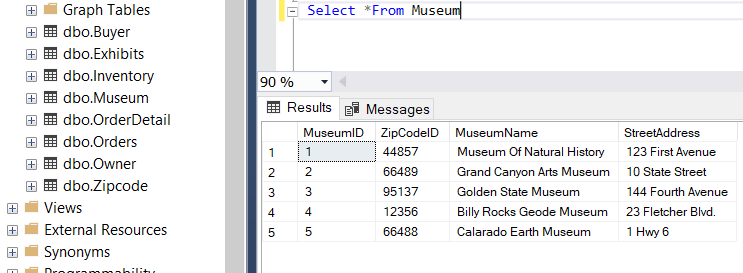 Graph Tables
dbo.Buyer
dbo.Exhibits
dbo.Inventory
dbo.Museum
dbo.OrderDetail
dbo.Orders
dbo.Owner
dbo.Zipcode
Views
External Resources
Synonyms
Programmability
Select *From Museum
90 %
Results Messages
MuseumID ZipCodeID MuseumName StreetAddress
1 1 44857 Museum Of Natural History 123 First Avenue
2 2 66489 Grand Canyon Arts Museum 10 State Street
3 3 95137 Golden State Museum 144 Fourth Avenue
4 4 12356 Billy Rocks Geode Museum 23 Fletcher Blvd.
5 5 66488 Calarado Earth Museum 1 Hwy 6